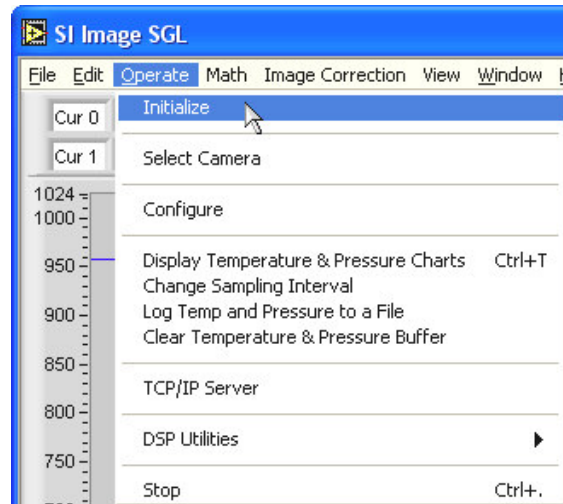 SI Image SGL
File Edit Operate Math Image Correction View Window
Cur 0
Cur 1
Initialize
Select Camera
Configure
Display Temperature & Pressure Charts Ctrl+T
Change Sampling Interval
Log Temp and Pressure to a File
Clear Temperature & Pressure Buffer
TCP/IP Server
DSP Utilities
Stop Ctrl+.
1024
1000
950
900
850
800
750